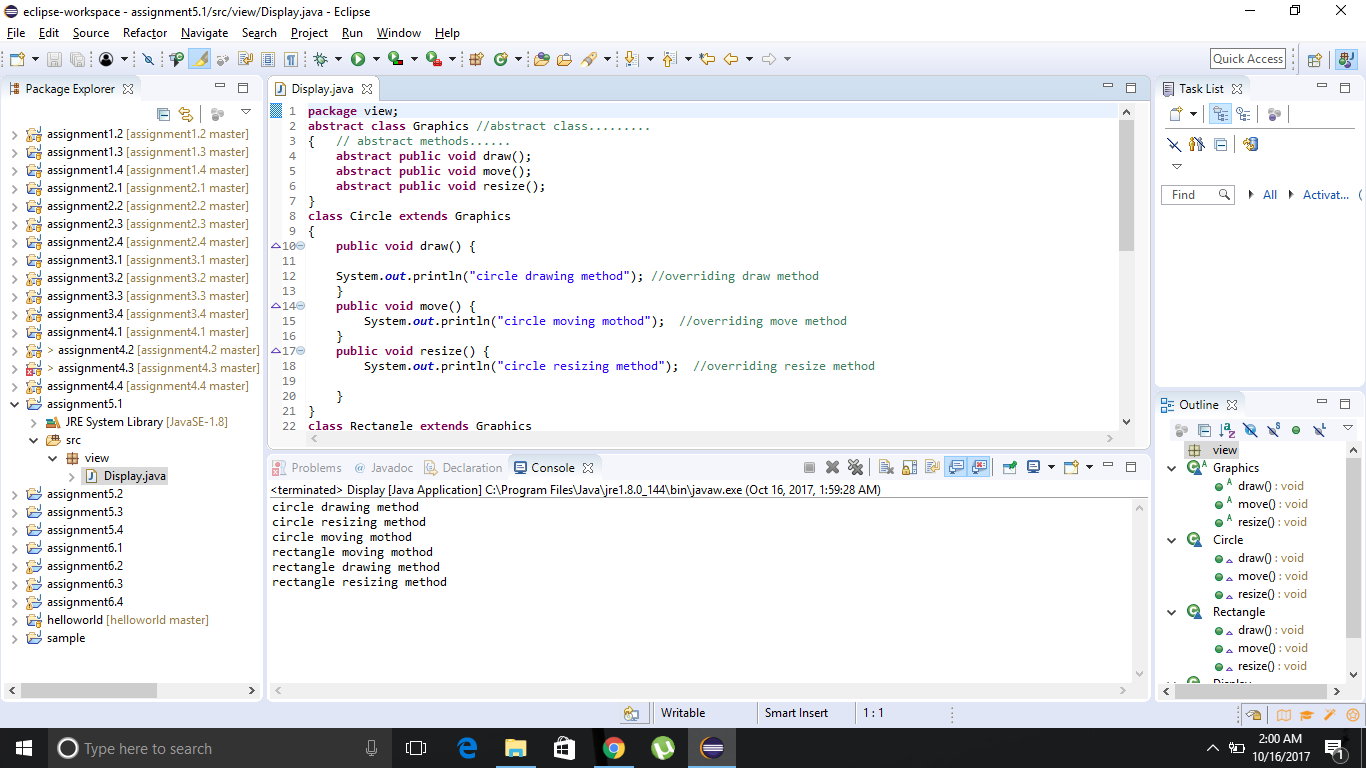 eclipse-workspace - assignment5.1/src/view/Display.java - Eclipse
File Edit Source Refactor Navigate Search Project Run Window Help
Quick Access
Package Explorer
assignment1.2 [assignment1.2 master]
assignment1.3 [assignment1.3 master]
assignment1.4 [assignment1.4 master]
assignment2.1 [assignment2.1 master]
assignment2.2 [assignment2.2 master]
assignment2.3 [assignment2.3 master]
assignment2.4 [assignment2.4 master]
assignment3.1 [assignment3.1 master]
assignment3.2 [assignment3.2 master]
assignment3.3 [assignment3.3 master]
assignment3.4 [assignment3.4 master]
assignment4.1 [assignment4.1 master]
> assignment4.2 [assignment4.2 master]
> assignment4.3 [assignment4.3 master]
assignment4.4 [assignment4.4 master]
assignment5.1
JRE System Library [JavaSE-1.8]
src
view
Display.java
assignment5.2
assignment5.3
assignment5.4
assignment6.1
assignment6.2
assignment6.3
assignment6.4
helloworld [helloworld master]
sample
Display.java
1 package view;
2 abstract class Graphics //abstract class.........
3 { // abstract methods......
4 abstract public void draw();
5 abstract public void move();
6 abstract public void resize();
7 }
8 class Circle extends Graphics
9 {
10 public void draw() {
11
12 System.out.println("circle drawing method"); //overriding draw method
13 }
14 public void move() {
15 System.out.println("circle moving mothod"); //overriding move method
16 }
17 public void resize() {
18 System.out.println("circle resizing method"); //overriding resize method
19
20 }
21 }
22 class Rectangle extends Graphics
Problems @ Javadoc Declaration Console
<terminated> Display [Java Application] C:\Program Files\Java\jre1.8.0_144\bin\javaw.exe (Oct 16, 2017, 1:59:28 AM)
circle drawing method
circle resizing method
circle moving mothod
rectangle moving mothod
rectangle drawing method
rectangle resizing method
Task List
Find All Activat...
Outline
view
Graphics
draw() : void
move() : void
resize() : void
Circle
draw() : void
move() : void
resize() : void
Rectangle
draw() : void
move() : void
resize() : void
Display
Writable Smart Insert 1 : 1
Type here to search
2:00 AM
10/16/2017
1